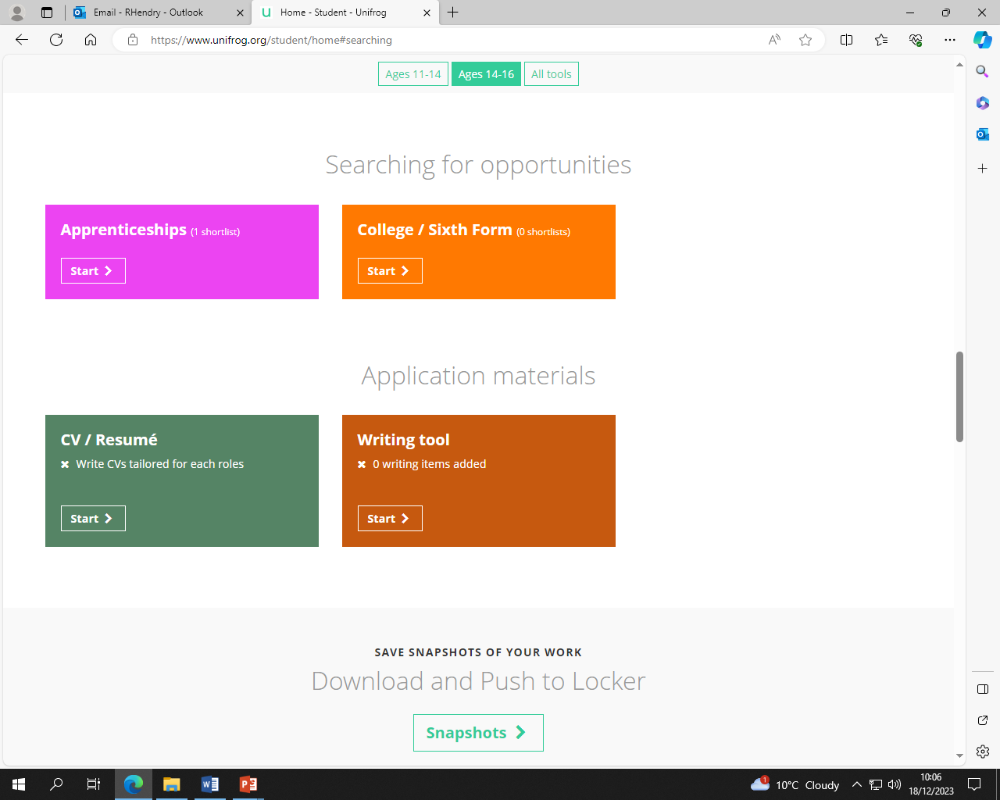 Email - RHendry - Outlook
Home - Student - Unifrog
https://www.unifrog.org/student/home#searching
Ages 11-14
Ages 14-16
All tools
Searching for opportunities
Apprenticeships (1 shortlist)
Start
College / Sixth Form (0 shortlists)
Start
Application materials
CV / Resumé
Write CVs tailored for each roles
Start
Writing tool
0 writing items added
Start
SAVE SNAPSHOTS OF YOUR WORK
Download and Push to Locker
Snapshots
1
10°C Cloudy
10:06
18/12/2023